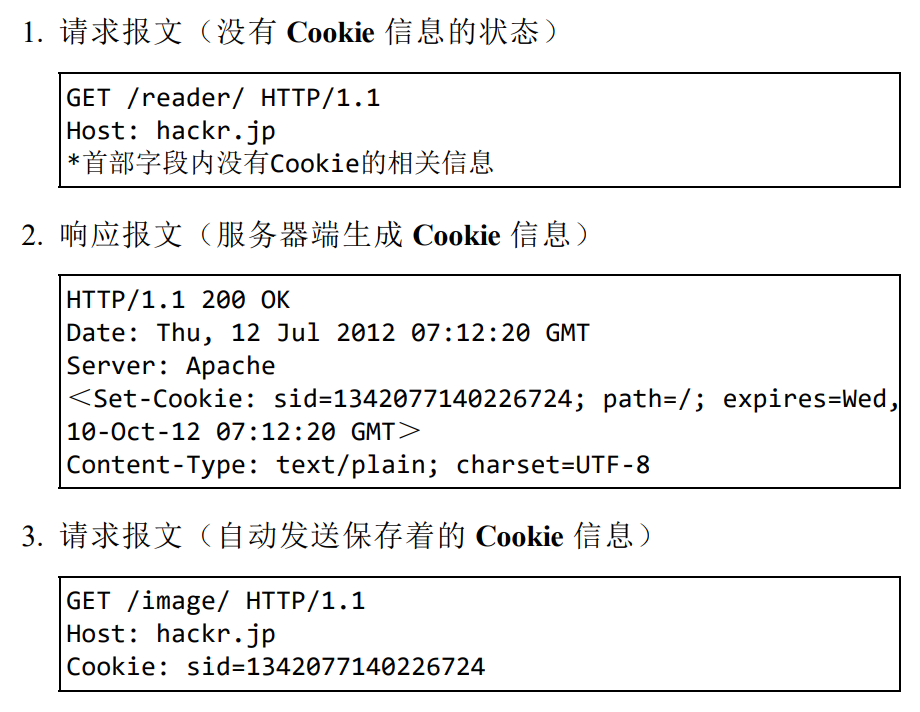 1. 请求报文（没有 Cookie 信息的状态）
GET /reader/ HTTP/1.1
Host: hackr.jp
*首部字段内没有Cookie的相关信息
2. 响应报文（服务器端生成 Cookie 信息）
HTTP/1.1 200 OK
Date: Thu, 12 Jul 2012 07:12:20 GMT
Server: Apache
＜Set-Cookie: sid=1342077140226724; path=/; expires=Wed,
10-Oct-12 07:12:20 GMT＞
Content-Type: text/plain; charset=UTF-8
3. 请求报文（自动发送保存着的 Cookie 信息）
GET /image/ HTTP/1.1
Host: hackr.jp
Cookie: sid=1342077140226724